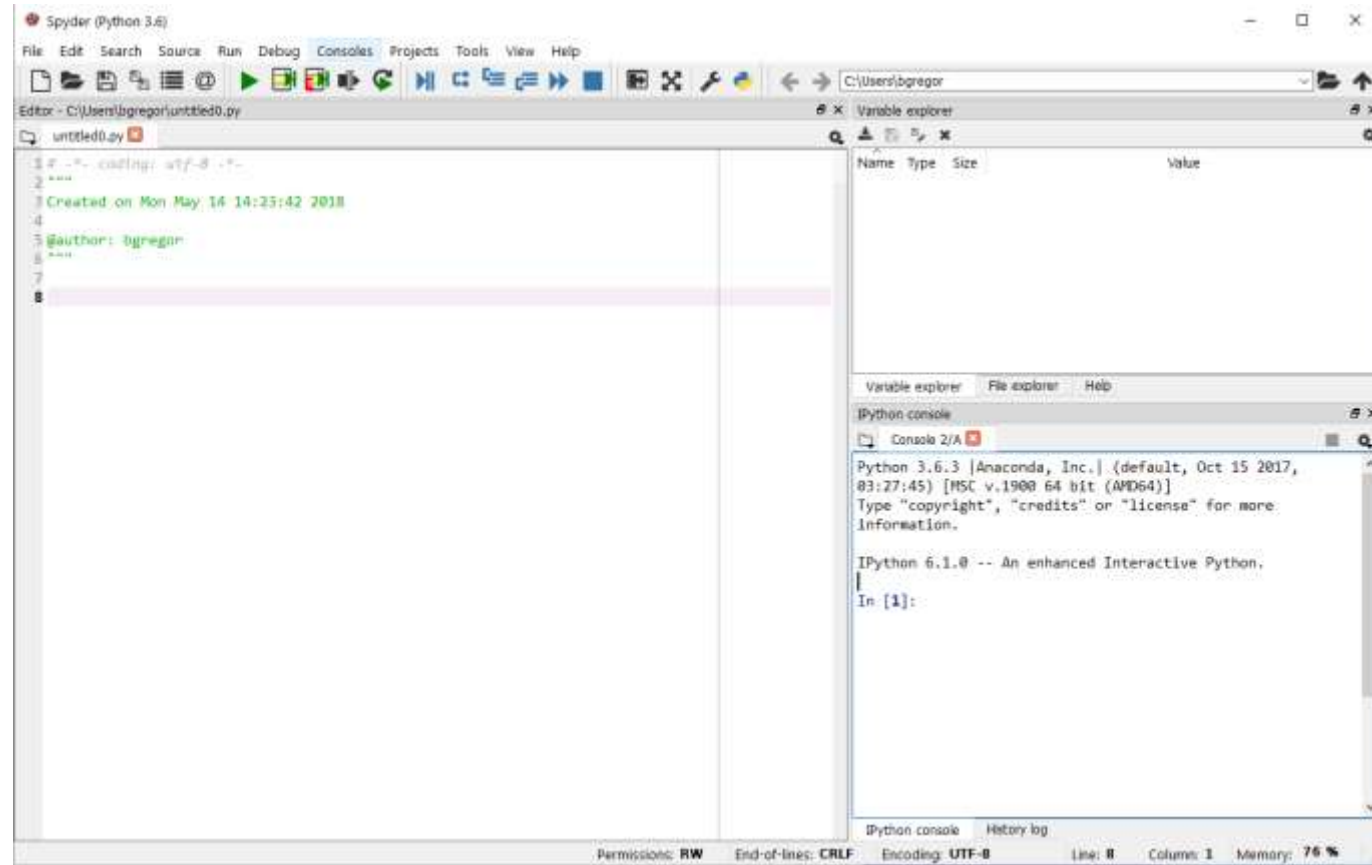 Spyder (Python 3.6)
File Edit Search Source Run Debug Consoles Projects Tools View Help
C:\Users\bgregor
Editor - C:\Users\bgregor\untitled0.py
untitled0.py
1 # -*- coding: utf-8 -*-
2 """
3 Created on Mon May 14 14:23:42 2018
4
5 @author: bgregor
6 """
7
8
Variable explorer
Name Type Size Value
Variable explorer File explorer Help
IPython console
Console 2/A
Python 3.6.3 |Anaconda, Inc.| (default, Oct 15 2017,
03:27:45) [MSC v.1900 64 bit (AMD64)]
Type "copyright", "credits" or "license" for more
information.
IPython 6.1.0 -- An enhanced Interactive Python.
In [1]:
IPython console History log
Permissions: RW End-of-lines: CRLF Encoding: UTF-8 Line: 8 Column: 1 Memory: 76 %